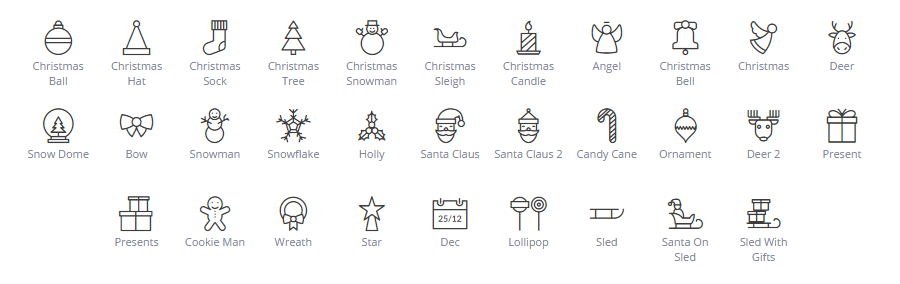 Christmas Ball
Christmas Hat
Christmas Sock
Christmas Tree
Christmas Snowman
Christmas Sleigh
Christmas Candle
Angel
Christmas Bell
Christmas
Deer
Snow Dome
Bow
Snowman
Snowflake
Holly
Santa Claus
Santa Claus 2
Candy Cane
Ornament
Deer 2
Present
25/12
Presents
Cookie Man
Wreath
Star
Dec
Lollipop
Sled
Santa On Sled
Sled With Gifts